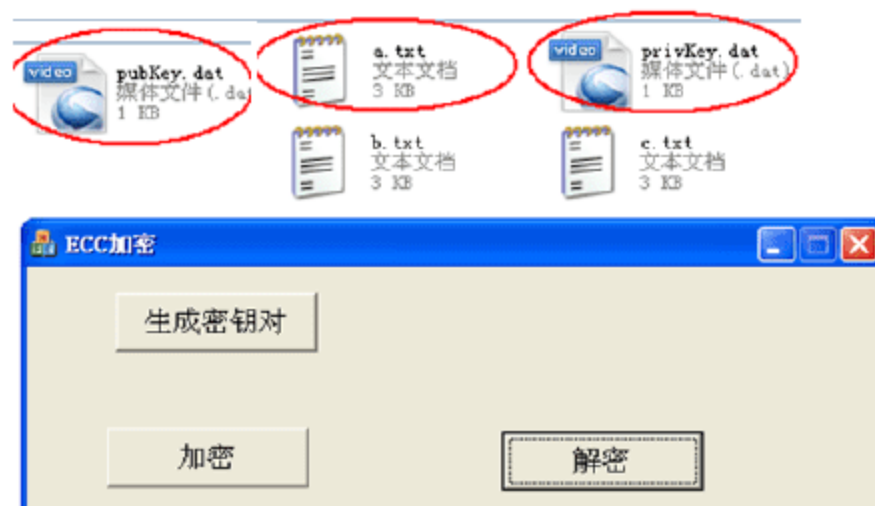 video
pubKey.dat
媒体文件(.da
1 KB
a.txt
文本文档
3 KB
video
privKey.dat
媒体文件(.dat)
1 KB
b.txt
文本文档
3 KB
c.txt
文本文档
3 KB
ECC加密
生成密钥对
加密
解密